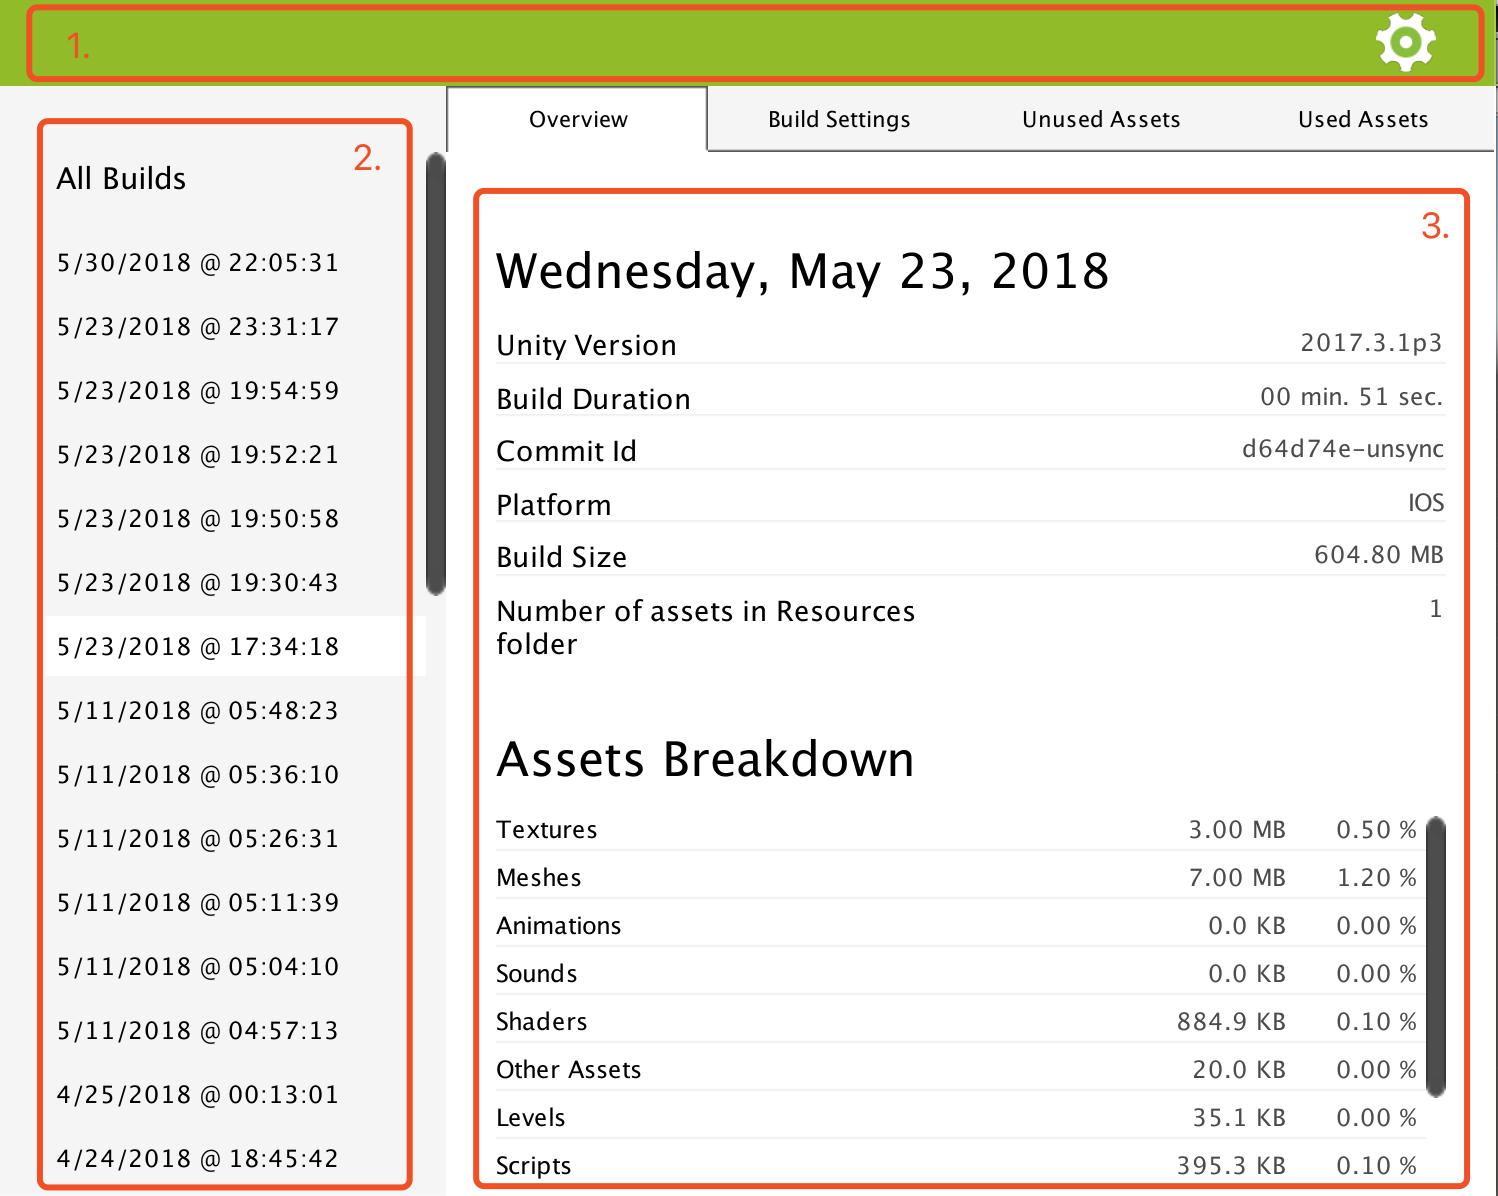 1.
2.
All Builds
5/30/2018 @ 22:05:31
5/23/2018 @ 23:31:17
5/23/2018 @ 19:54:59
5/23/2018 @ 19:52:21
5/23/2018 @ 19:50:58
5/23/2018 @ 19:30:43
5/23/2018 @ 17:34:18
5/11/2018 @ 05:48:23
5/11/2018 @ 05:36:10
5/11/2018 @ 05:26:31
5/11/2018 @ 05:11:39
5/11/2018 @ 05:04:10
5/11/2018 @ 04:57:13
4/25/2018 @ 00:13:01
4/24/2018 @ 18:45:42
Overview Build Settings Unused Assets Used Assets
3.
Wednesday, May 23, 2018
Unity Version 2017.3.1p3
Build Duration 00 min. 51 sec.
Commit Id d64d74e-unsync
Platform IOS
Build Size 604.80 MB
Number of assets in Resources 1
folder
Assets Breakdown
Textures 3.00 MB 0.50 %
Meshes 7.00 MB 1.20 %
Animations 0.0 KB 0.00 %
Sounds 0.0 KB 0.00 %
Shaders 884.9 KB 0.10 %
Other Assets 20.0 KB 0.00 %
Levels 35.1 KB 0.00 %
Scripts 395.3 KB 0.10 %